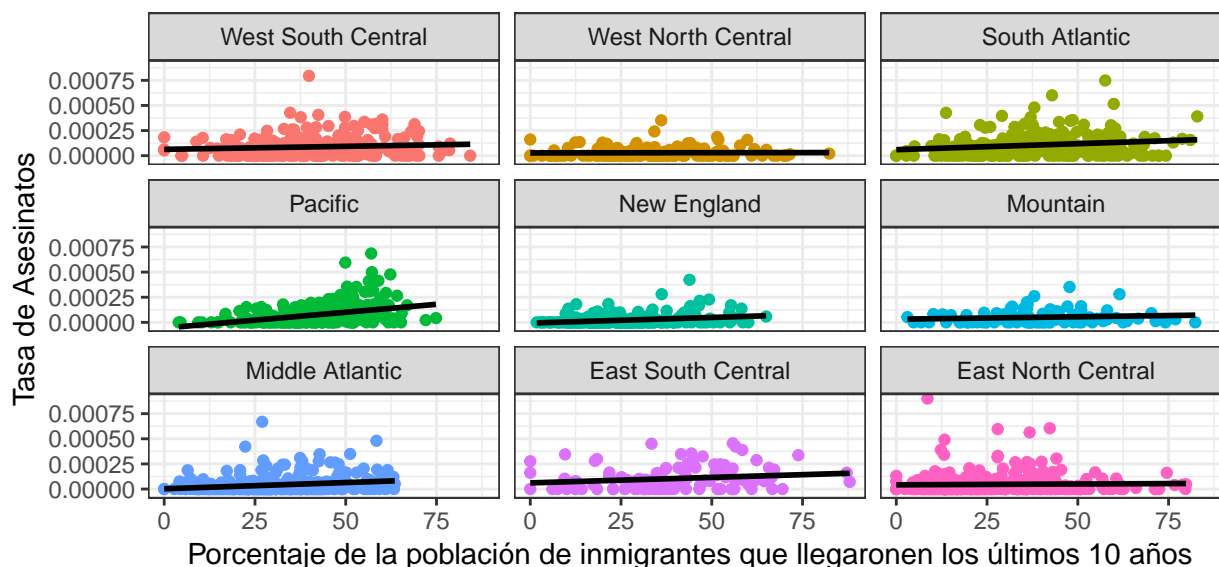 West South Central
West North Central
South Atlantic
0.00075
0.00050
0.00025
0.00000
Pacific
New England
Mountain
0.00075
0.00050
0.00025
0.00000
Middle Atlantic
East South Central
East North Central
0.00075
0.00050
0.00025
0.00000
0 25 50 75
0 25 50 75
0 25 50 75
Tasa de Asesinatos
Porcentaje de la población de inmigrantes que llegaronen los últimos 10 años